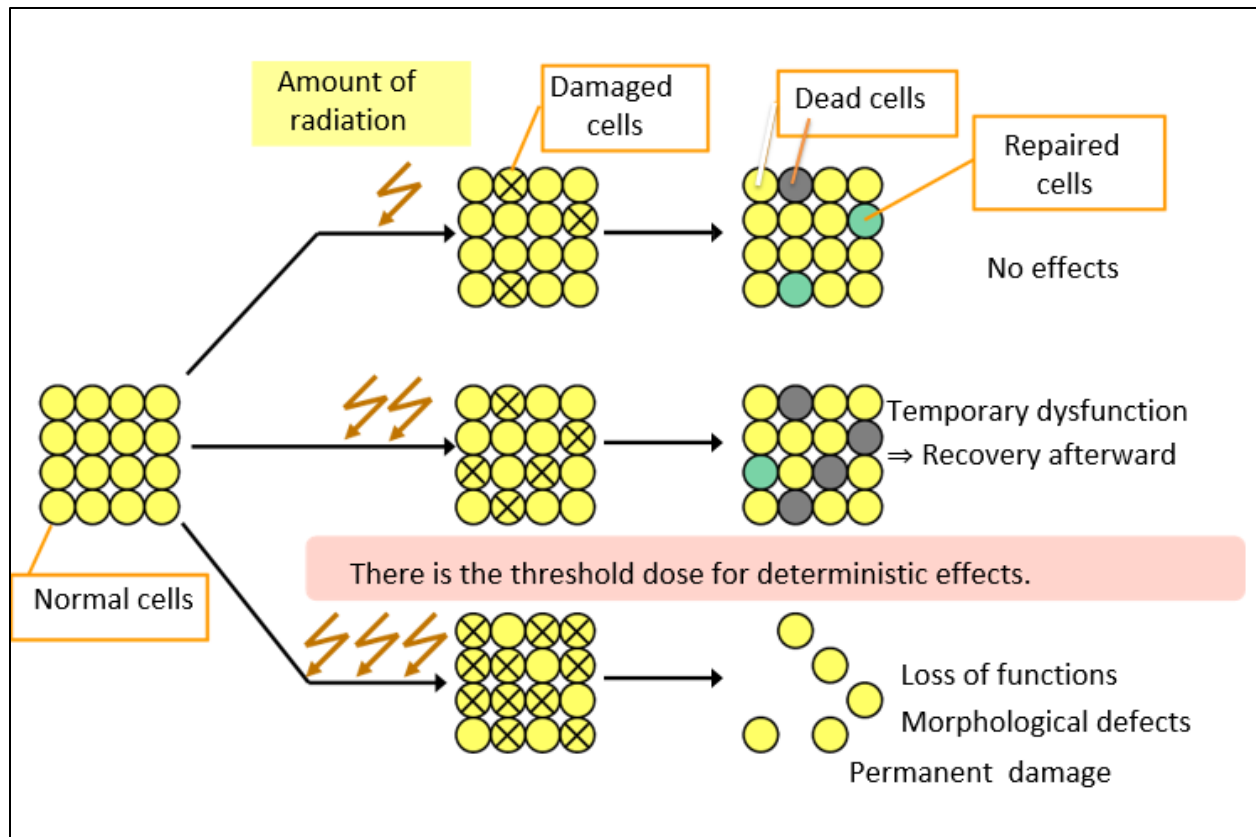 Amount of
radiation
Damaged
cells
Dead cells
Repaired
cells
No effects
Temporary dysfunction
⇒ Recovery afterward
Normal cells
There is the threshold dose for deterministic effects.
Loss of functions
Morphological defects
Permanent damage